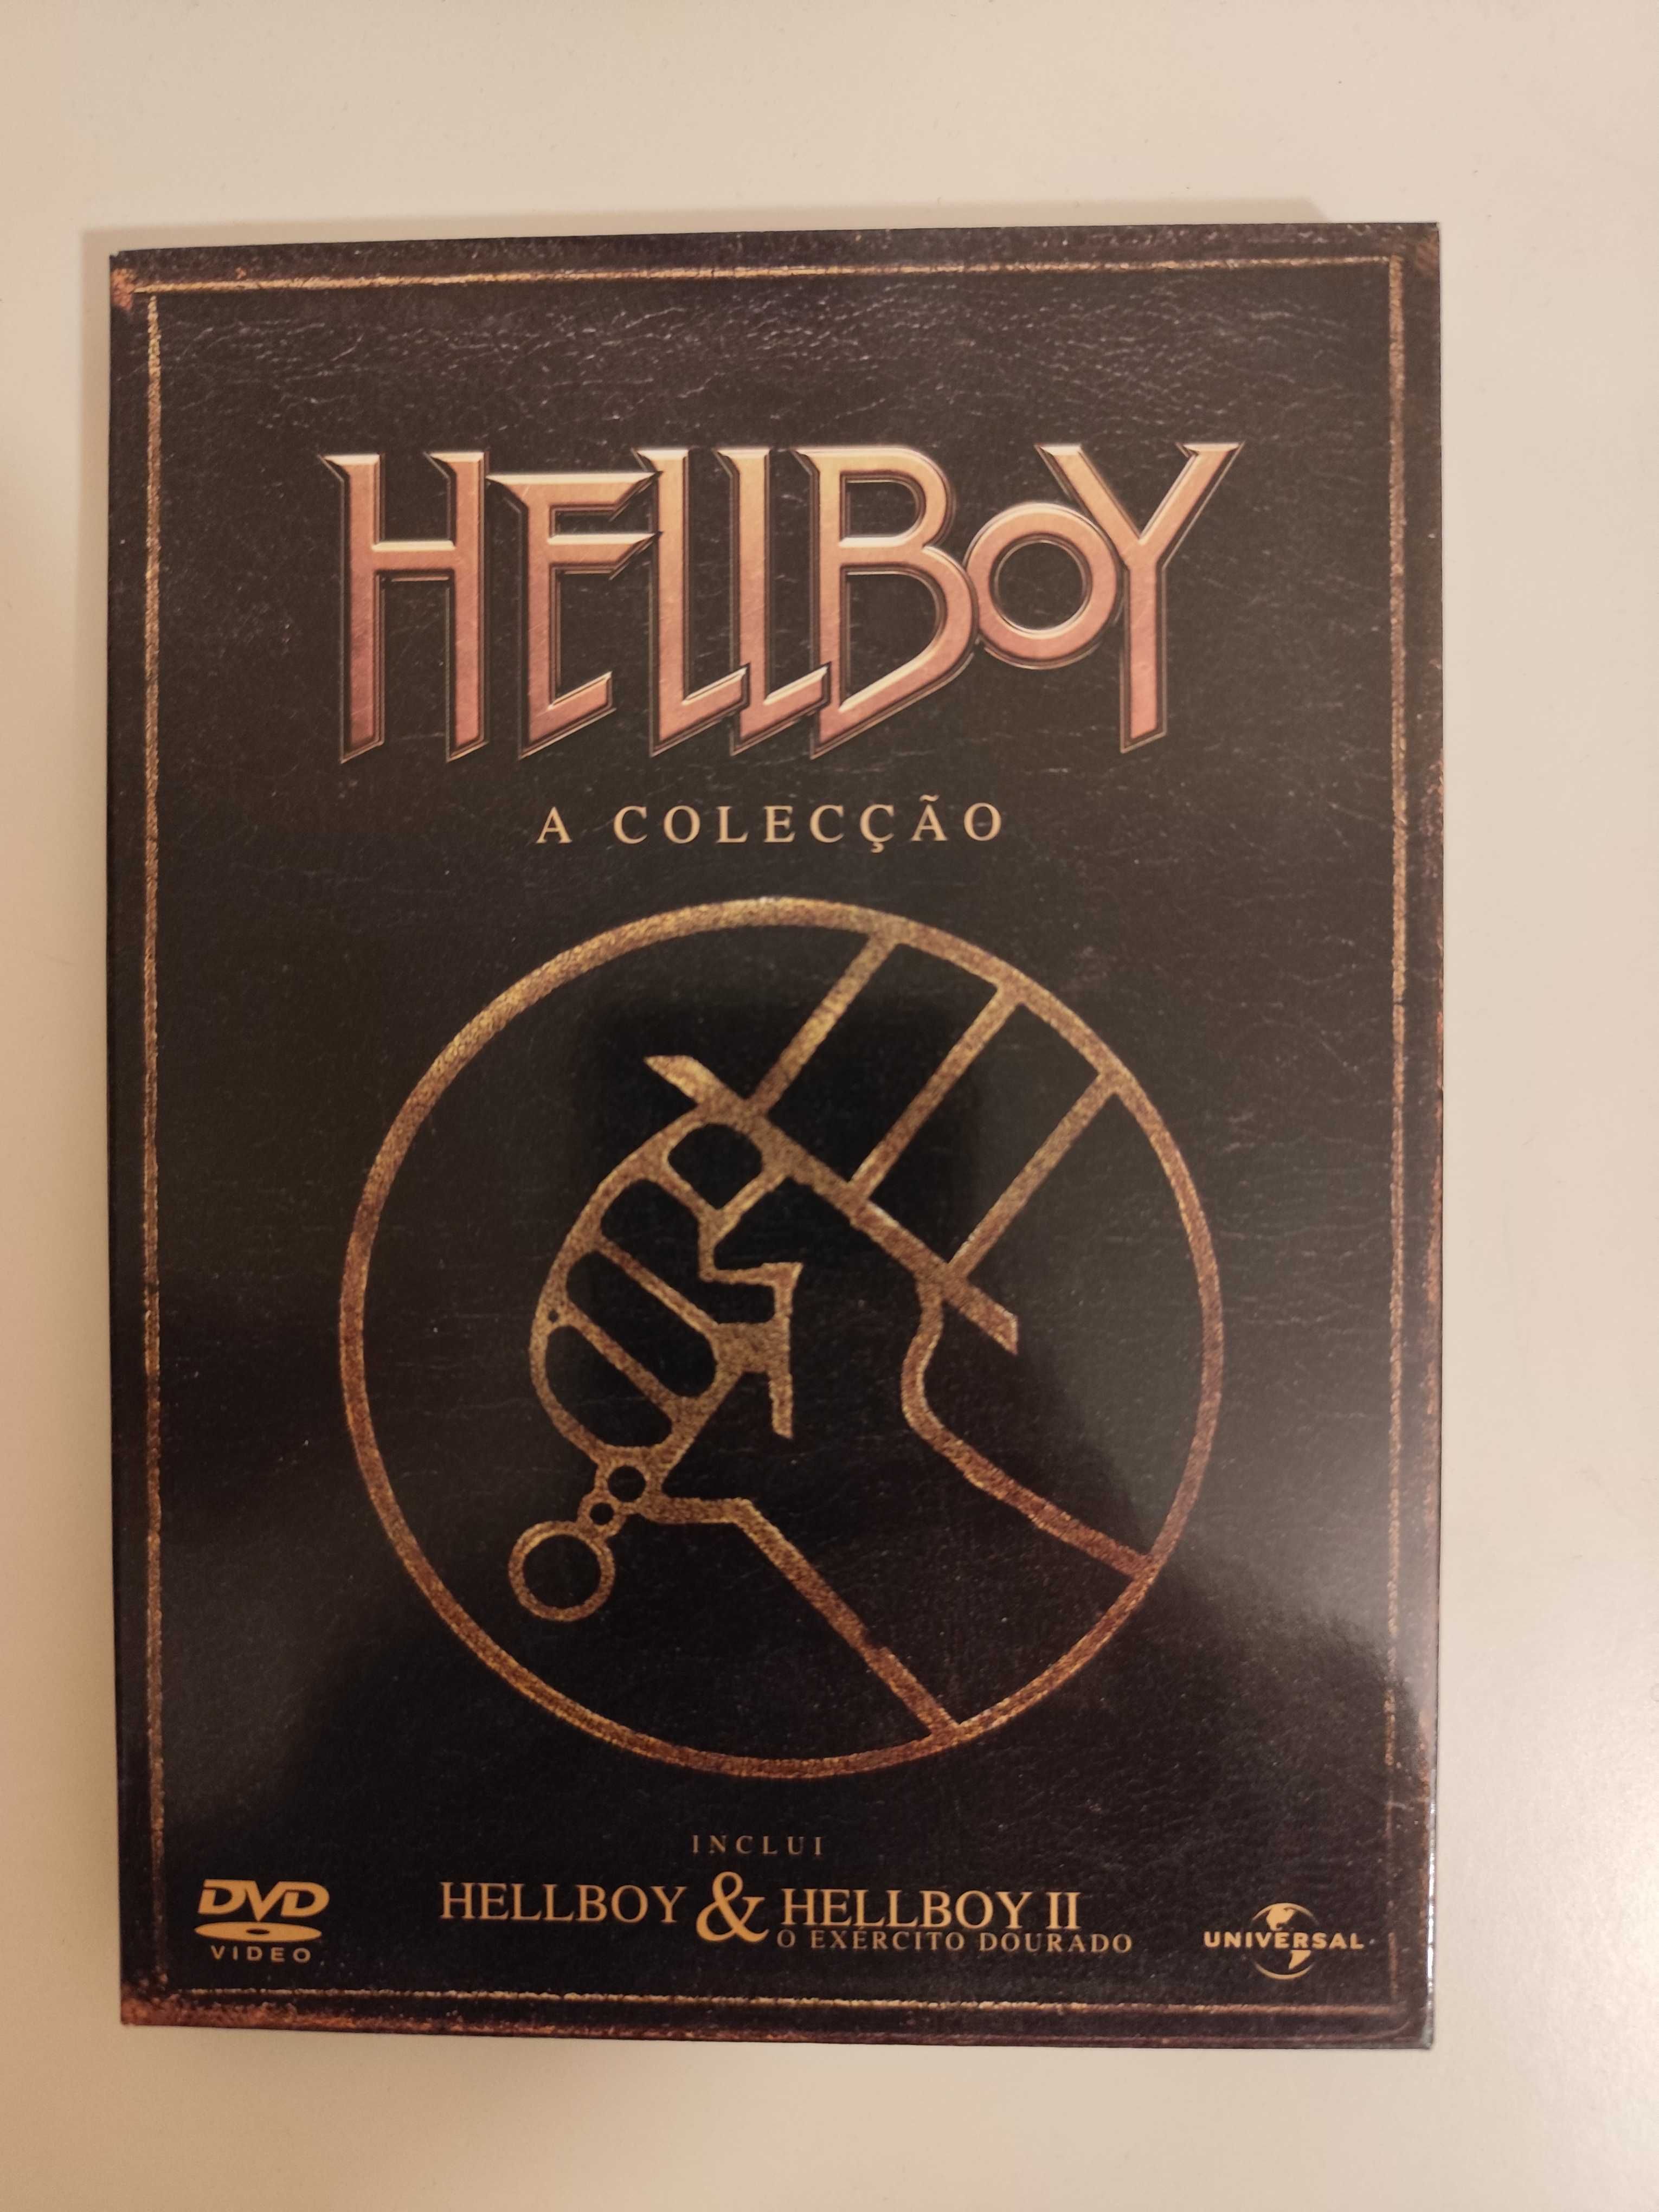 HELLBOY
A COLECÇÃO
INCLUI
HELLBOY & HELLBOY II
O EXÉRCITO DOURADO
DVD
VIDEO
UNIVERSAL